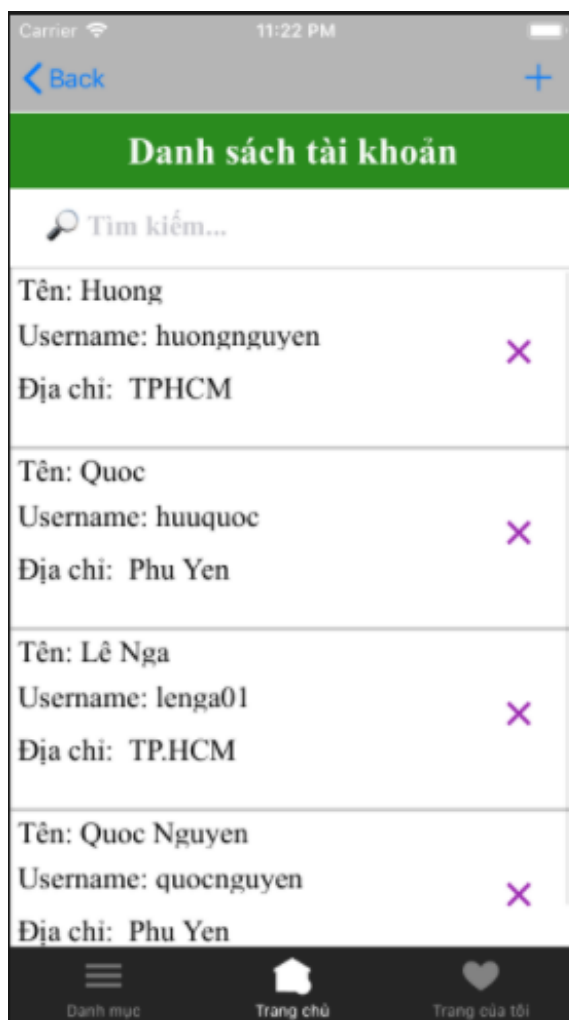 Carrier 11:22 PM
Back +
Danh sách tài khoản
Tìm kiếm...
Tên: Huong
Username: huongnguyen
Địa chỉ: TPHCM
Tên: Quoc
Username: huuquoc
Địa chỉ: Phu Yen
Tên: Lê Nga
Username: lenga01
Địa chỉ: TP.HCM
Tên: Quoc Nguyen
Username: quocnguyen
Địa chỉ: Phu Yen
Danh mục Trang chủ Trang của tôi